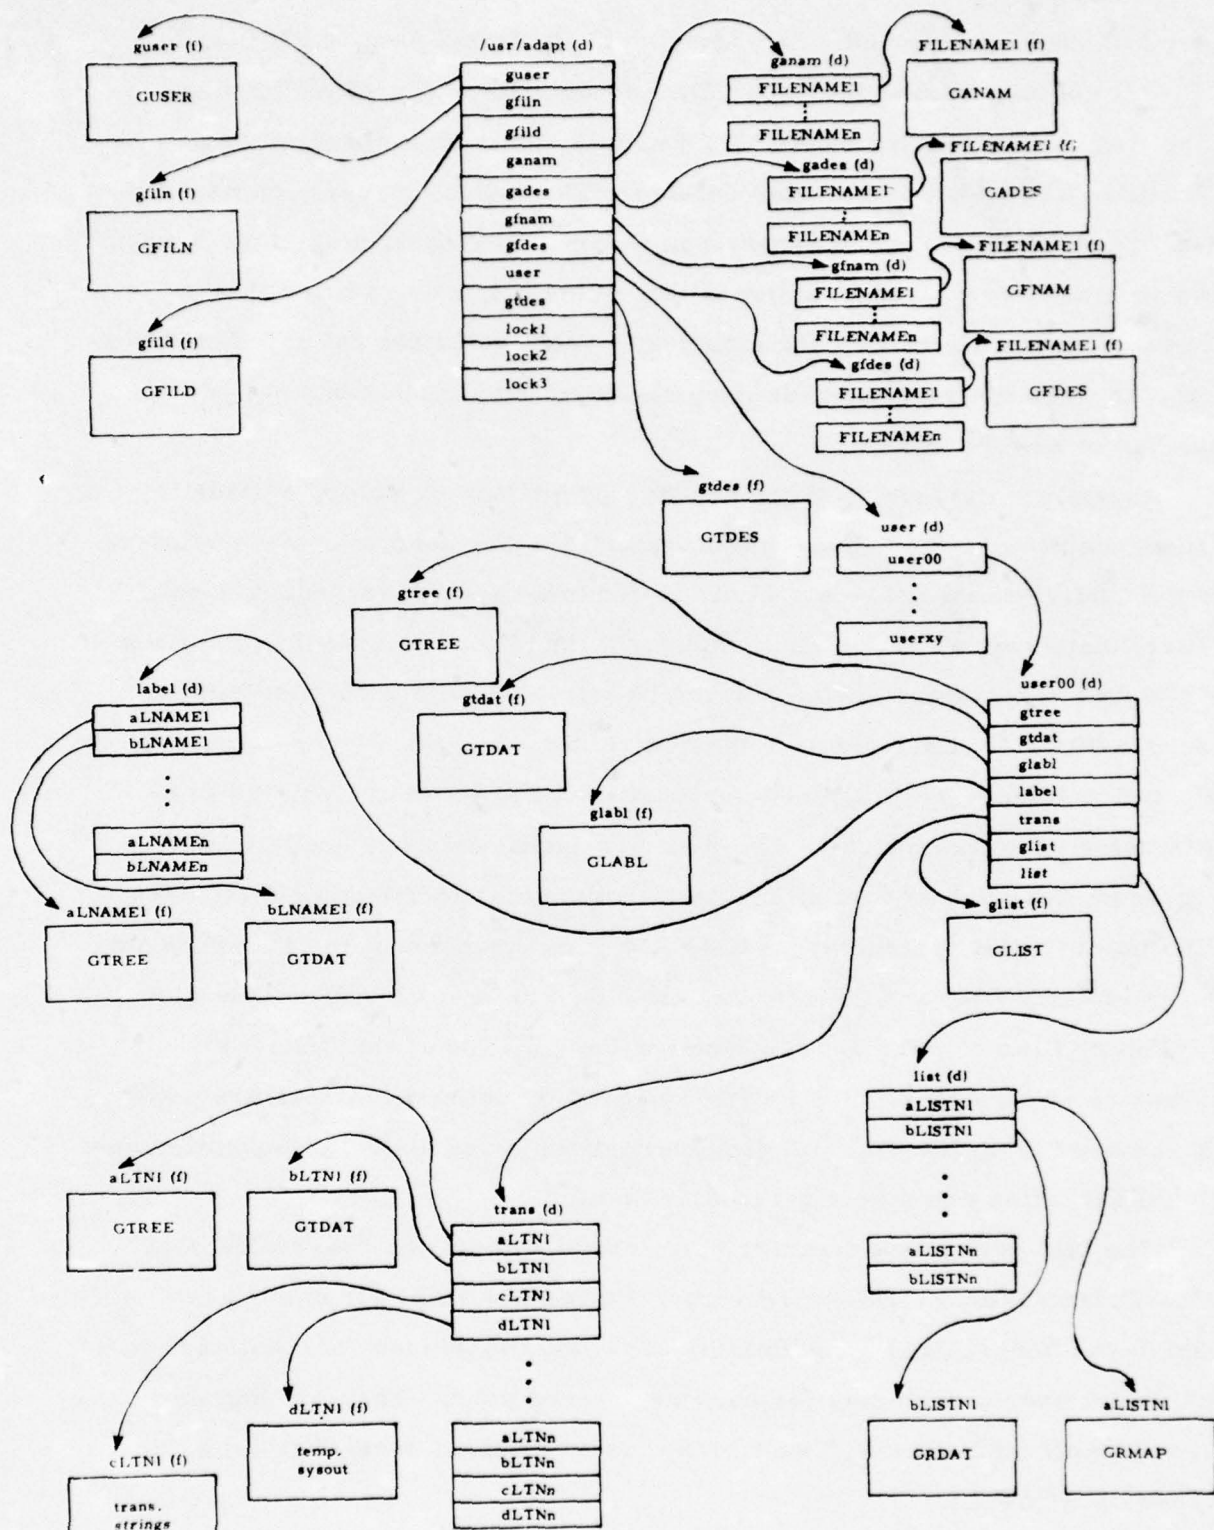 guser (f)
GUSER
gfiln (f)
GFILN
gfild (f)
GFILD
/usr/adapt (d)
guser
gfiln
gfild
ganam
gades
gfnam
gfdes
user
gtdes
lock1
lock2
lock3
ganam (d)
FILENAME1
FILENAMEn
FILENAME1 (f)
GANAM
gades (d)
FILENAME1
FILENAMEn
FILENAME1 (f
GADES
gfnam (d)
FILENAME1
FILENAMEn
FILENAME1 (f)
GFNAM
gfdes (d)
FILENAME1
FILENAMEn
FILENAME1 (f)
GFDES
gtdes (f)
GTDES
user (d)
user00
userxy
gtree (f)
GTREE
gtdat (f)
GTDAT
glabl (f)
GLABL
user00 (d)
gtree
gtdat
glabl
label
trans
glist
list
glist (f)
GLIST
label (d)
aLNAME1
bLNAME1
aLNAMEn
bLNAMEn
aLNAME1 (f)
GTREE
bLNAME1 (f)
GTDAT
list (d)
aLISTN1
bLISTN1
aLISTNn
bLISTNn
bLISTN1
GRDAT
aLISTN1
GRMAP
aLTN1 (f)
GTREE
bLTN1 (f)
GTDAT
trans (d)
aLTN1
bLTN1
cLTN1
dLTN1
aLTNn
bLTNn
cLTNn
dLTNn
dLTN1 (f)
temp.
sysout
cLTN1 (f)
trans.
strings